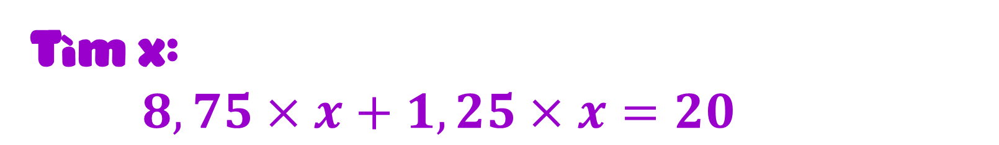 Tìm x:
8,75 × x + 1,25 × x = 20